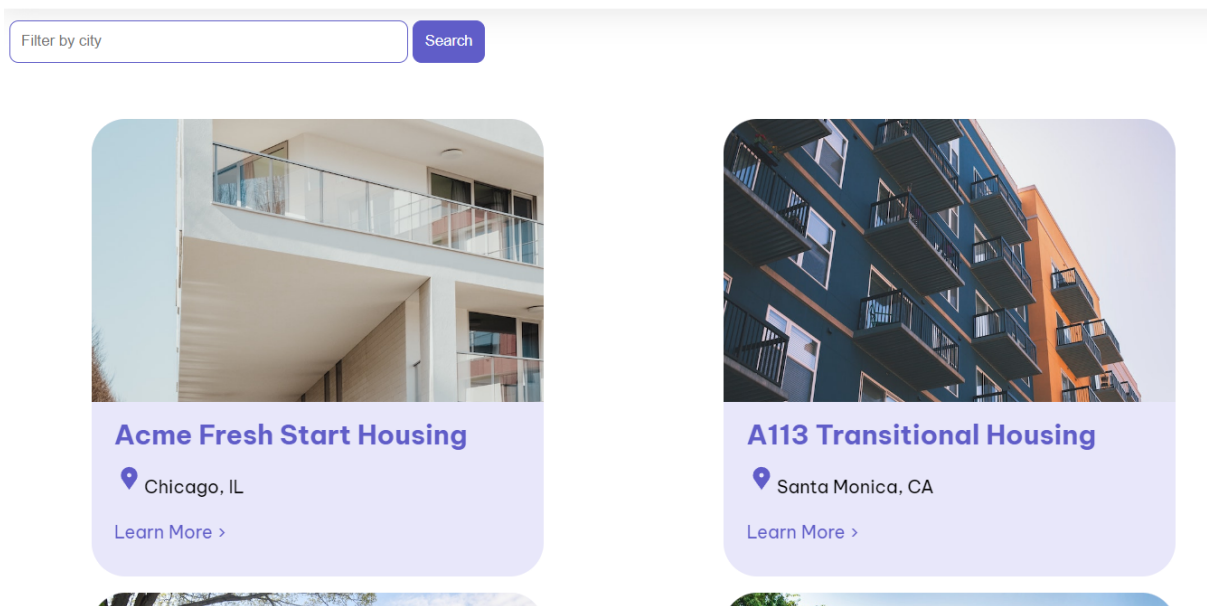 Filter by city
Search
Acme Fresh Start Housing
Chicago, IL
Learn More >
A113 Transitional Housing
Santa Monica, CA
Learn More >